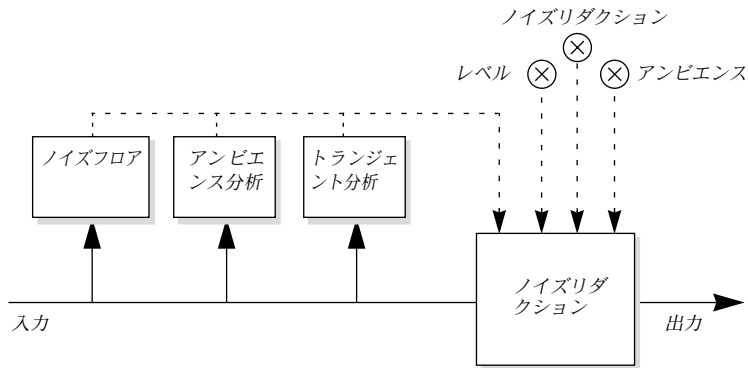 ノイズリダクション
レベル
アンビエンス
ノイズフロア
アンビエ
ンス分析
トランジェ
ント分析
ノイズリダ
クション
入力
出力